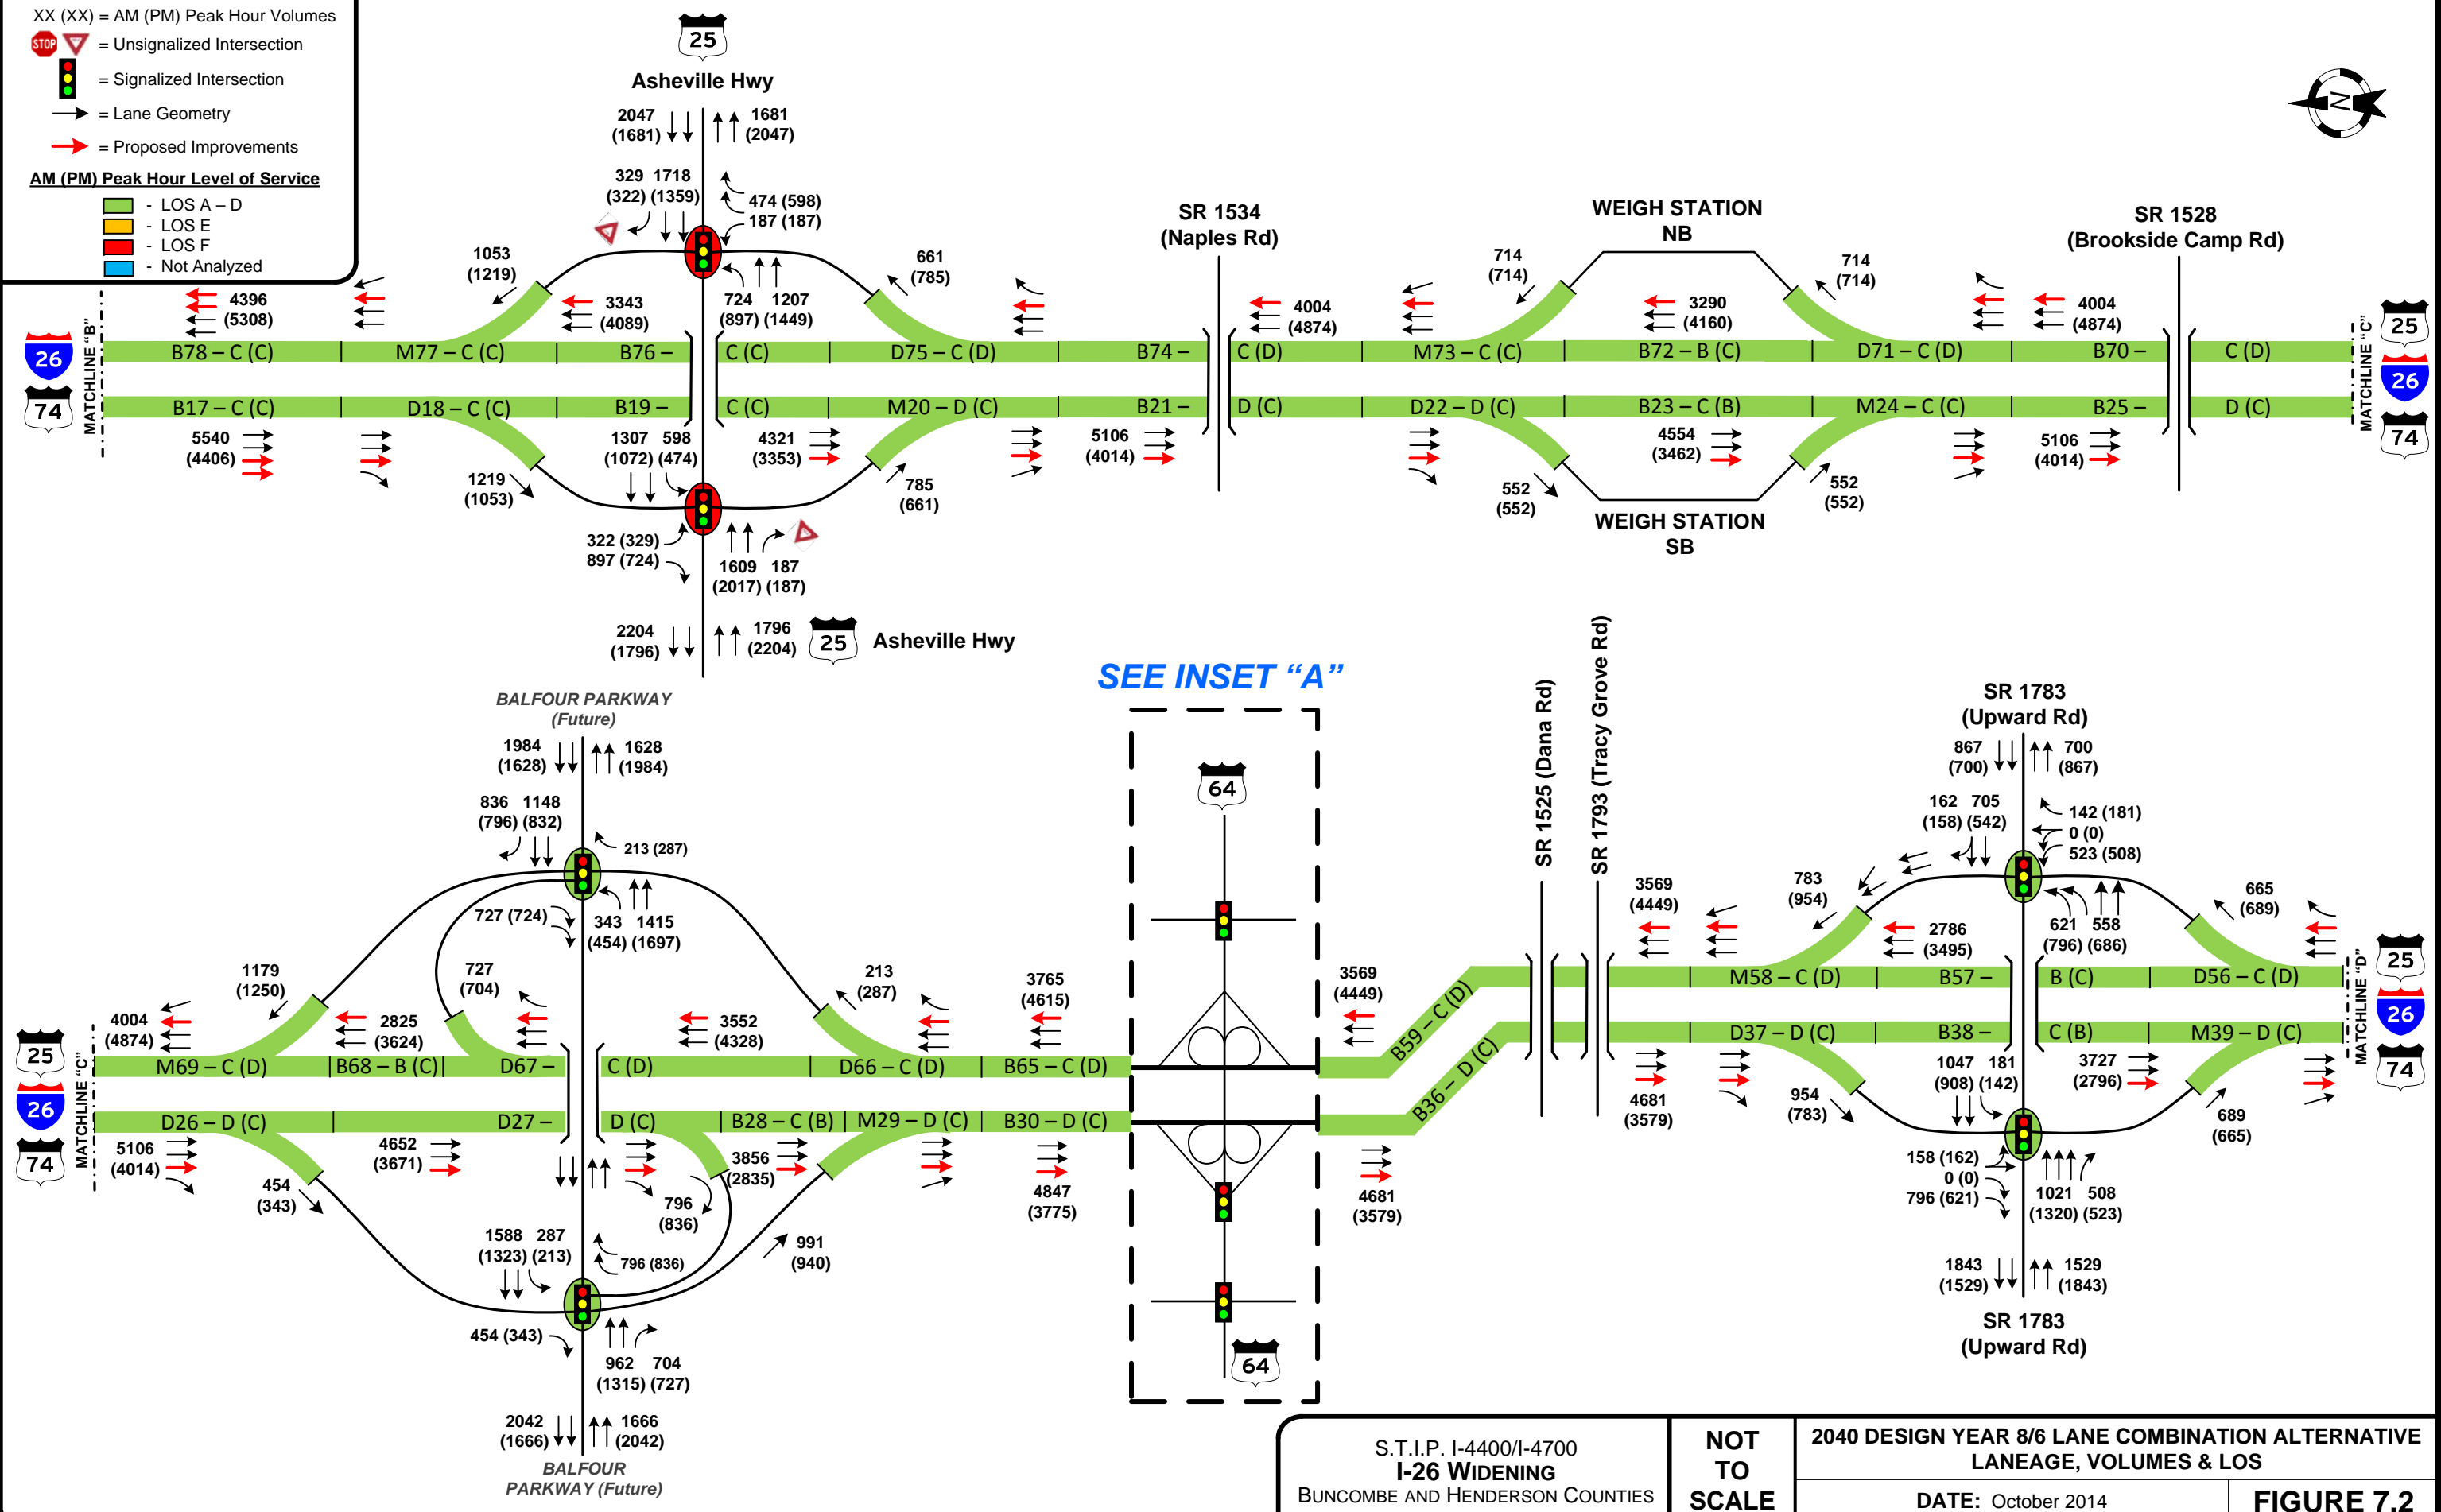 XX (XX) = AM (PM) Peak Hour Volumes
STOP = Unsignalized Intersection
= Signalized Intersection
= Lane Geometry
= Proposed Improvements
AM (PM) Peak Hour Level of Service
- LOS A – D
- LOS E
- LOS F
- Not Analyzed
25
Asheville Hwy
2047
(1681)
1681
(2047)
329 1718
(322) (1359)
474 (598)
187 (187)
1053
(1219)
724 1207
(897) (1449)
661
(785)
SR 1534
(Naples Rd)
WEIGH STATION
NB
714
(714)
714
(714)
SR 1528
(Brookside Camp Rd)
N
4396
(5308)
3343
(4089)
4004
(4874)
3290
(4160)
4004
(4874)
26
74
MATCHLINE "B"
B78 – C (C)
M77 – C (C)
B76 –
C (C)
D75 – C (D)
B74 –
C (D)
M73 – C (C)
B72 – B (C)
D71 – C (D)
B70 –
C (D)
MATCHLINE "C"
25
26
74
B17 – C (C)
D18 – C (C)
B19 –
C (C)
M20 – D (C)
B21 –
D (C)
D22 – D (C)
B23 – C (B)
M24 – C (C)
B25 –
D (C)
5540
(4406)
1219
(1053)
1307 598
(1072) (474)
4321
(3353)
785
(661)
5106
(4014)
4554
(3462)
5106
(4014)
552
(552)
552
(552)
WEIGH STATION
SB
322 (329)
897 (724)
1609 187
(2017) (187)
2204
(1796)
1796
(2204)
25
Asheville Hwy
BALFOUR PARKWAY
(Future)
1984
(1628)
1628
(1984)
836 1148
(796) (832)
213 (287)
727 (724)
343 1415
(454) (1697)
1179
(1250)
727
(704)
213
(287)
4004
(4874)
2825
(3624)
3552
(4328)
3765
(4615)
25
26
74
MATCHLINE "C"
M69 – C (D)
B68 – B (C)
D67 –
C (D)
D66 – C (D)
B65 – C (D)
D26 – D (C)
D27 –
D (C)
B28 – C (B)
M29 – D (C)
B30 – D (C)
5106
(4014)
454
(343)
4652
(3671)
3856
(2835)
796
(836)
4847
(3775)
1588 287
(1323) (213)
796 (836)
991
(940)
454 (343)
962 704
(1315) (727)
2042
(1666)
1666
(2042)
BALFOUR
PARKWAY (Future)
SEE INSET “A”
64
64
3569
(4449)
B59 – C (D)
B36 – D (C)
4681
(3579)
SR 1525 (Dana Rd)
SR 1793 (Tracy Grove Rd)
SR 1783
(Upward Rd)
867
(700)
700
(867)
162 705
(158) (542)
142 (181)
0 (0)
523 (508)
3569
(4449)
783
(954)
2786
(3495)
621 558
(796) (686)
665
(689)
M58 – C (D)
B57 –
B (C)
D56 – C (D)
D37 – D (C)
B38 –
C (B)
M39 – D (C)
MATCHLINE "D"
25
26
74
4681
(3579)
954
(783)
1047 181
(908) (142)
3727
(2796)
689
(665)
158 (162)
0 (0)
796 (621)
1021 508
(1320) (523)
1843
(1529)
1529
(1843)
SR 1783
(Upward Rd)
S.T.I.P. I-4400/I-4700
I-26 WIDENING
BUNCOMBE AND HENDERSON COUNTIES
NOT
TO
SCALE
2040 DESIGN YEAR 8/6 LANE COMBINATION ALTERNATIVE
LANEAGE, VOLUMES & LOS
DATE: October 2014
FIGURE 7.2